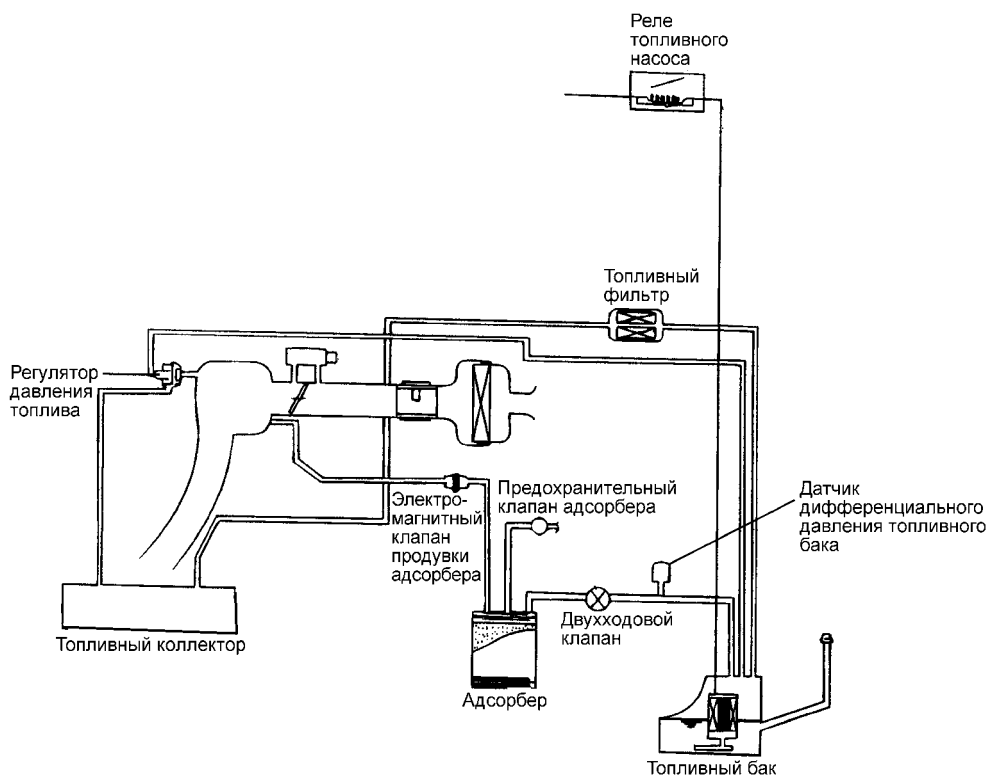 Реле
топливного
насоса
Топливный
фильтр
Регулятор
давления
топлива
Электро-
магнитный
клапан
продувки
адсорбера
Предохранительный
клапан адсорбера
Датчик
дифференциального
давления топливного
бака
Двухходовой
клапан
Топливный коллектор
Адсорбер
Топливный бак